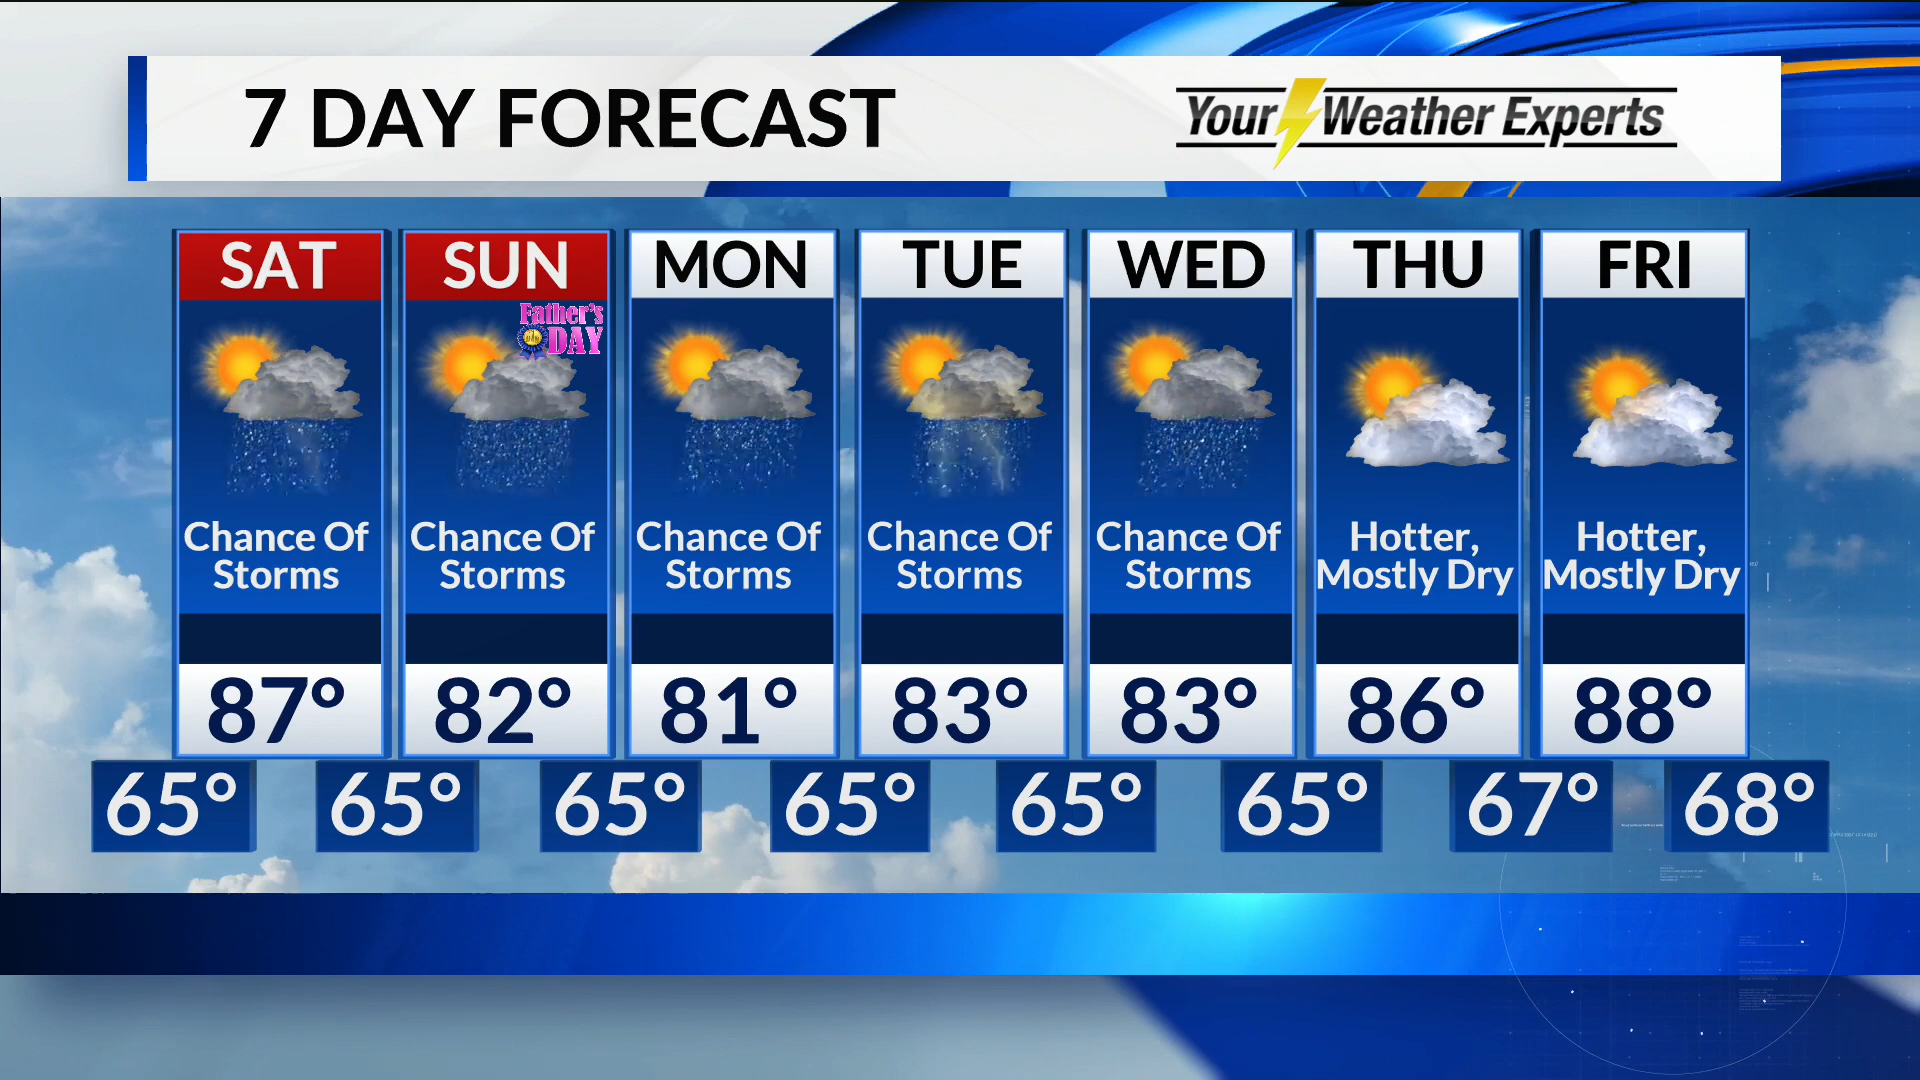 7 DAY FORECAST
Your Weather Experts
SAT
SUN
MON
TUE
WED
THU
FRI
Father's
DAY
Chance Of
Storms
Chance Of
Storms
Chance Of
Storms
Chance Of
Storms
Chance Of
Storms
Hotter,
Mostly Dry
Hotter,
Mostly Dry
87°
82°
81°
83°
83°
86°
88°
65°
65°
65°
65°
65°
65°
67°
68°